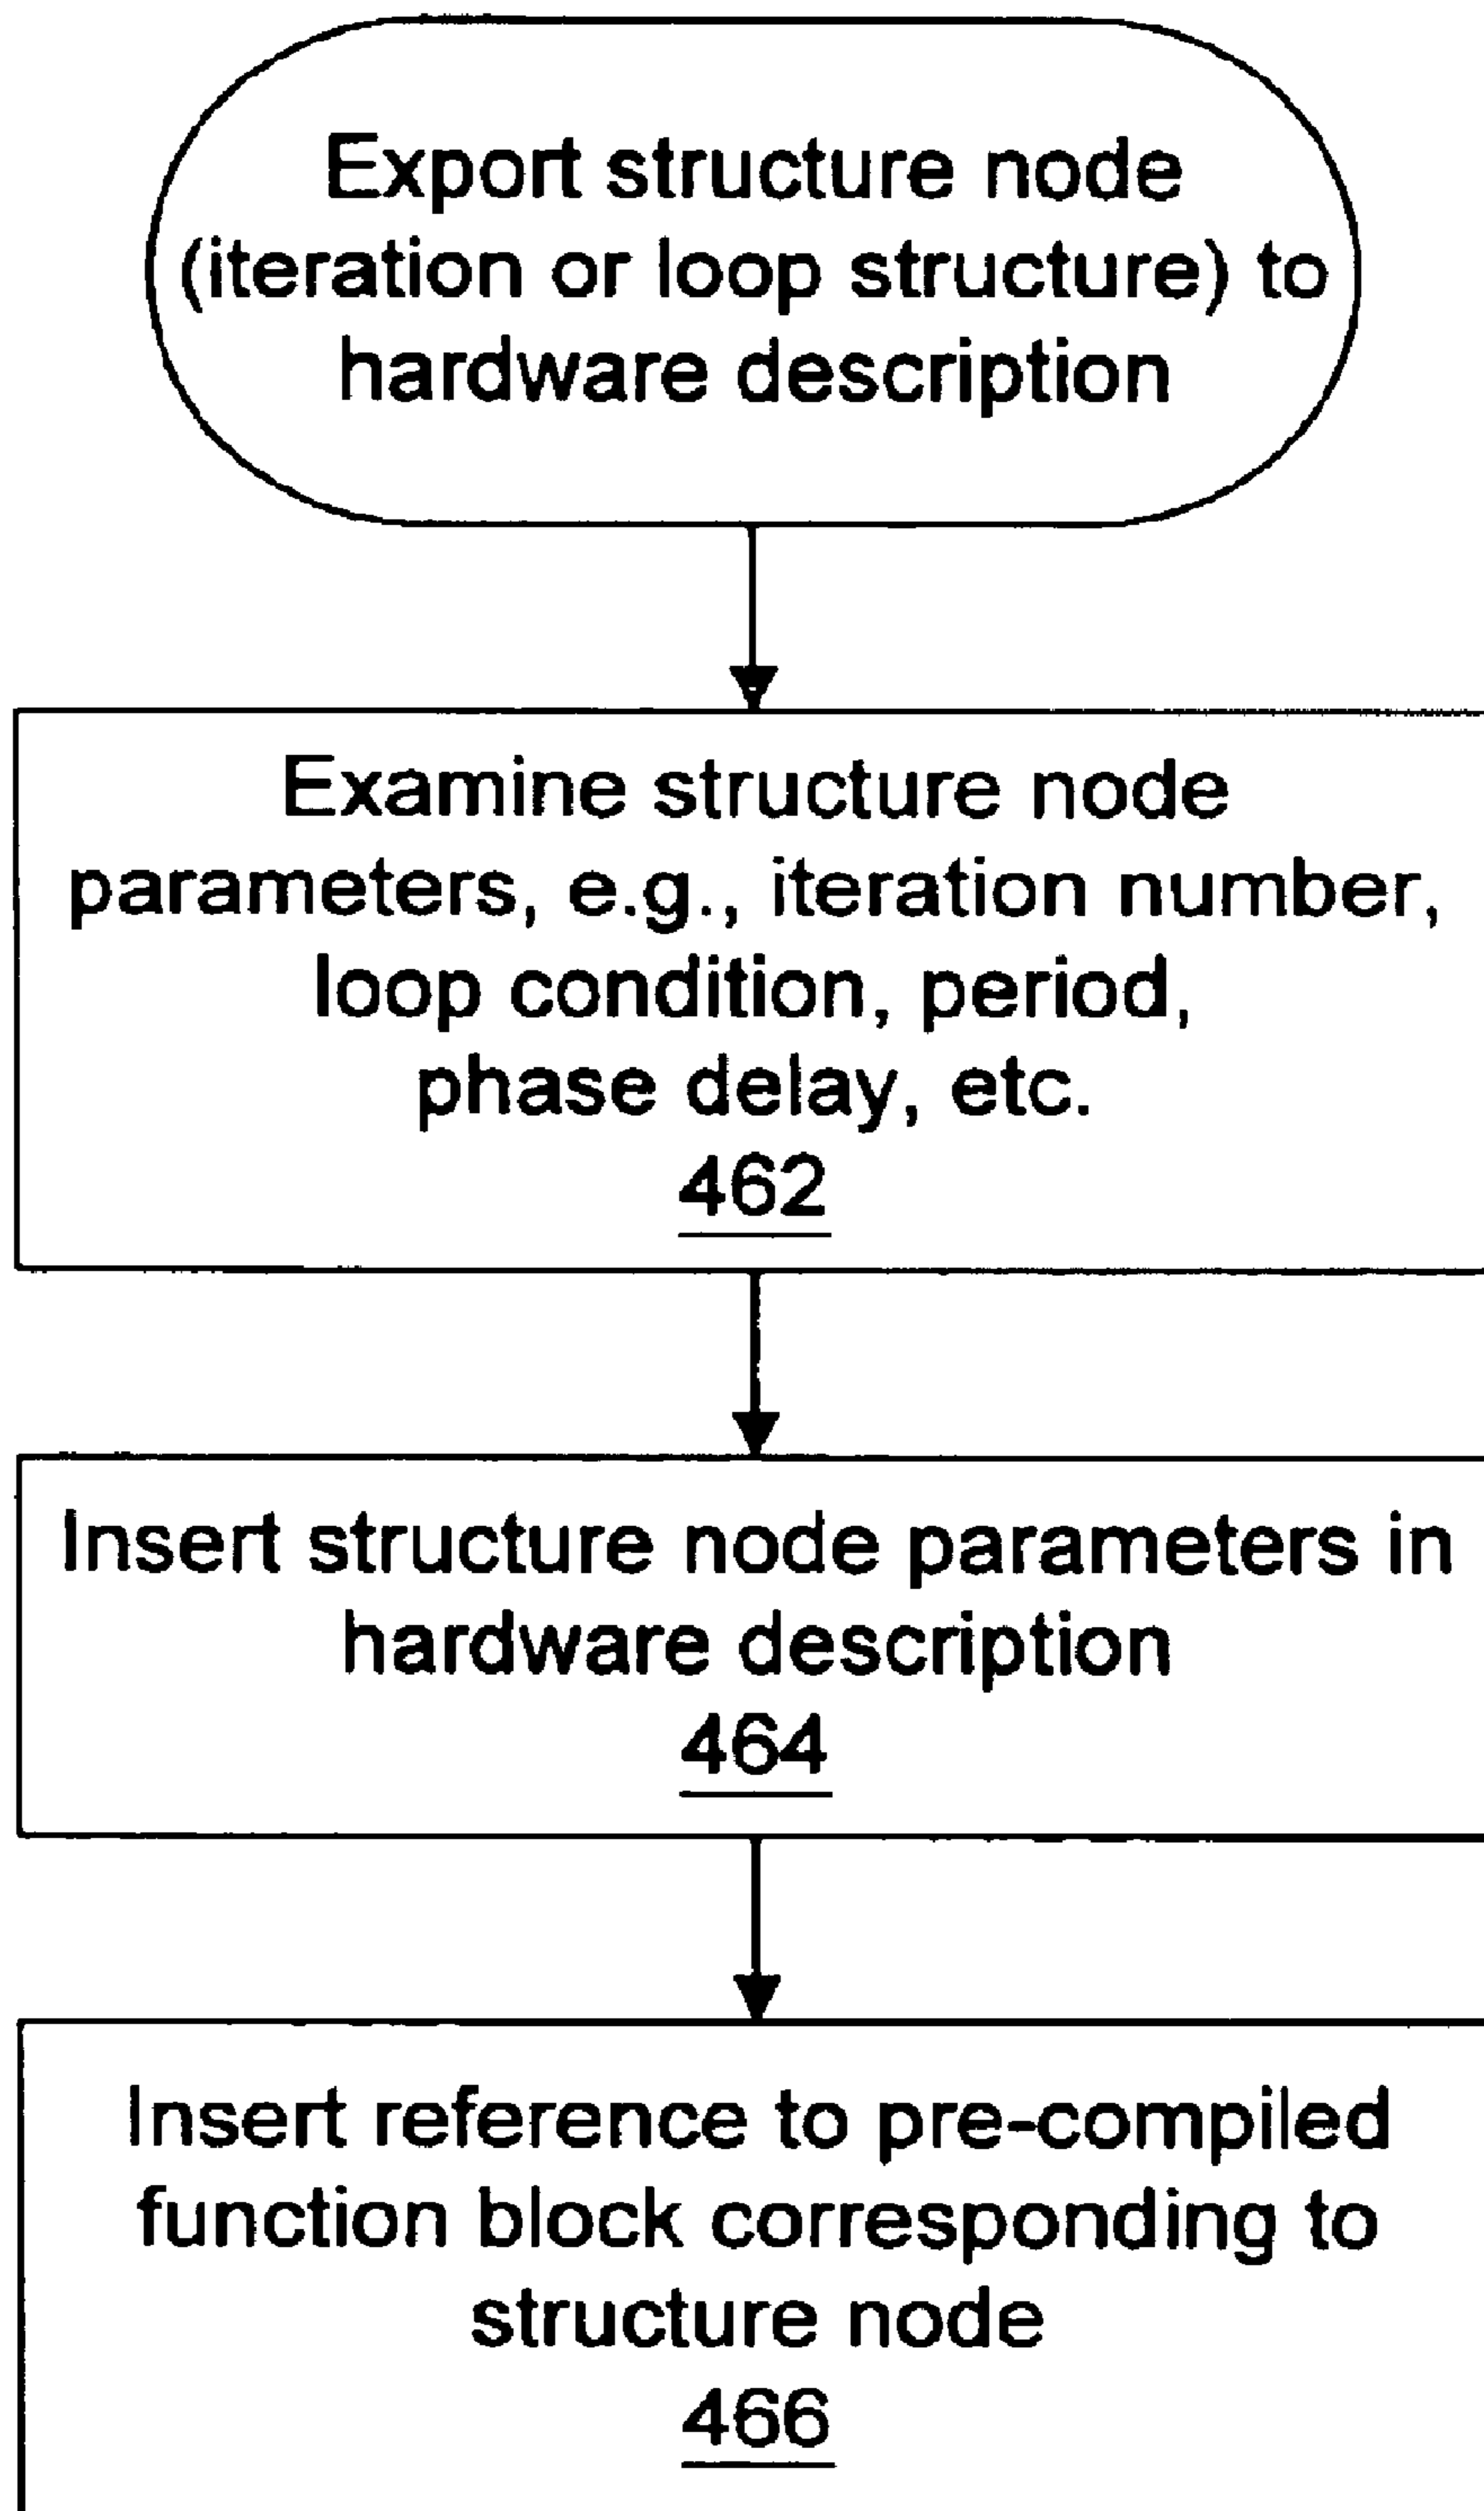 Export structure node
(iteration or loop structure) to
hardware description
Examine structure node
parameters, e.g., iteration number,
loop condition, period,
phase delay, etc.
462
Insert structure node parameters in
hardware description
464
Insert reference to pre-compiled
function block corresponding to
structure node
466